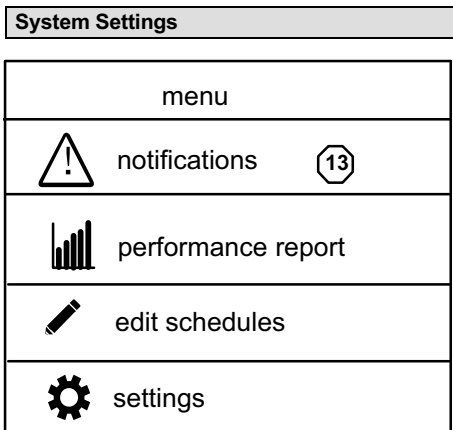 System Settings
menu
notifications 13
performance report
edit schedules
settings